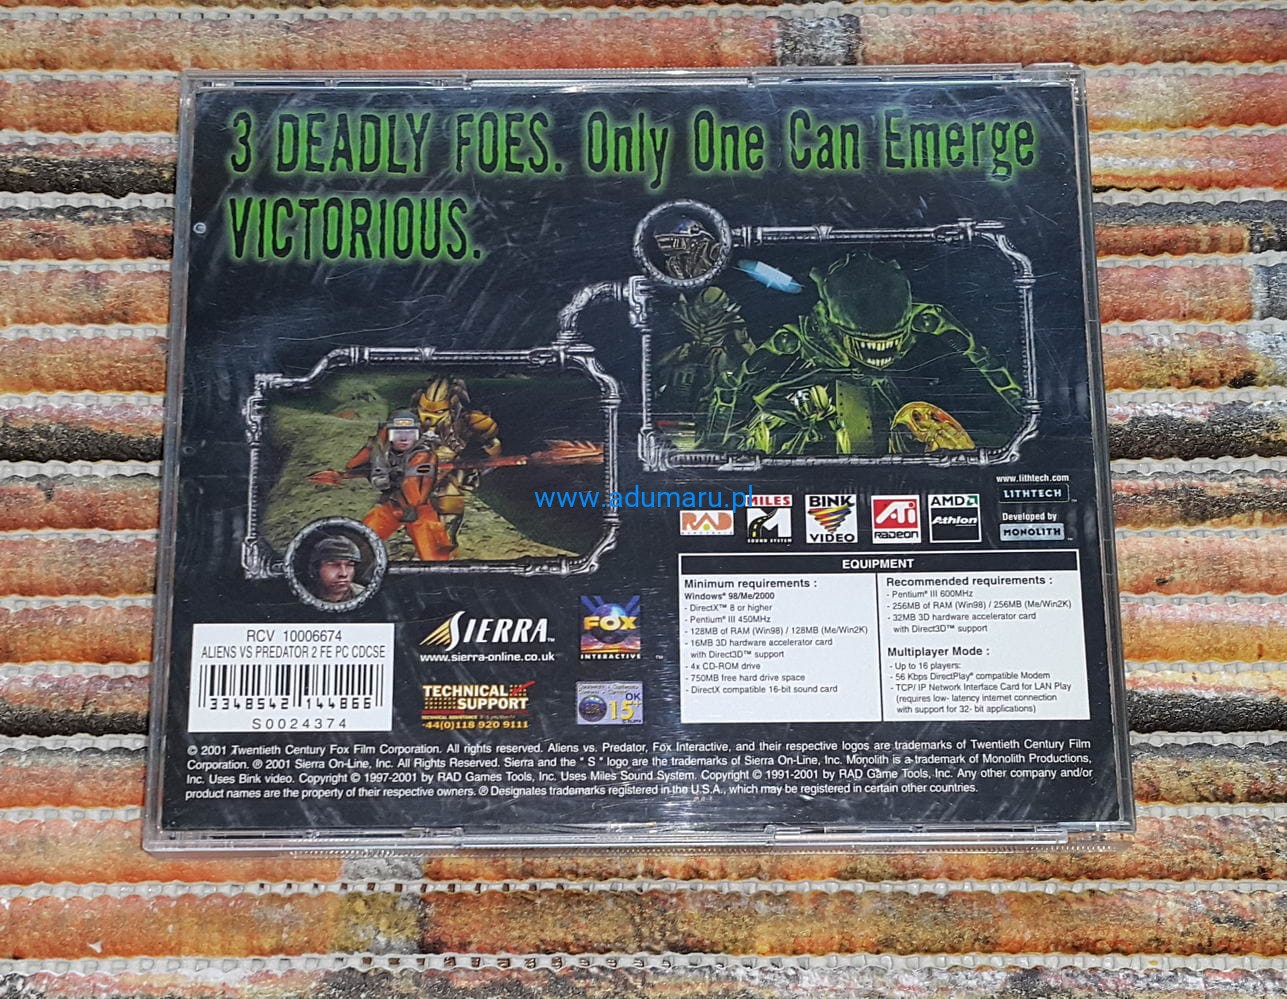 3 DEADLY FOES. Only One Can Emerge
VICTORIOUS.
www.adumaru.pl
www.lithtech.com
LITHTECH
Developed by
MONOLITH
RAD
MILES
SOUND SYSTEM
BINK
VIDEO
ATi
RADEON
AMD
Athlon
EQUIPMENT
Minimum requirements :
Windows® 98/Me/2000
- DirectX™ 8 or higher
- Pentium® III 450MHz
- 128MB of RAM (Win98) / 128MB (Me/Win2K)
- 16MB 3D hardware accelerator card
with Direct3D™ support
- 4x CD-ROM drive
- 750MB free hard drive space
- DirectX compatible 16-bit sound card
Recommended requirements :
- Pentium® III 600MHz
- 256MB of RAM (Win98) / 256MB (Me/Win2K)
- 32MB 3D hardware accelerator card
with Direct3D™ support
Multiplayer Mode :
- Up to 16 players:
- 56 Kbps DirectPlay® compatible Modem
- TCP/ IP Network Interface Card for LAN Play
(requires low- latency internet connection
with support for 32- bit applications)
RCV 10006674
ALIENS VS PREDATOR 2 FE PC CDCSE
3348542 144866
S0024374
SIERRA™
www.sierra-online.co.uk
FOX
INTERACTIVE ™
TECHNICAL
SUPPORT
-44(0)118 920 9111
OK
15+
© 2001 Twentieth Century Fox Film Corporation. All rights reserved. Aliens vs. Predator, Fox Interactive, and their respective logos are trademarks of Twentieth Century Film
Corporation. ® 2001 Sierra On-Line, Inc. All Rights Reserved. Sierra and the " S " logo are the trademarks of Sierra On-Line, Inc. Monolith is a trademark of Monolith Productions,
Inc. Uses Bink video. Copyright © 1997-2001 by RAD Games Tools, Inc. Uses Miles Sound System. Copyright © 1991-2001 by RAD Game Tools, Inc. Any other company and/or
product names are the property of their respective owners. ® Designates trademarks registered in the U.S.A., which may be registered in certain other countries.